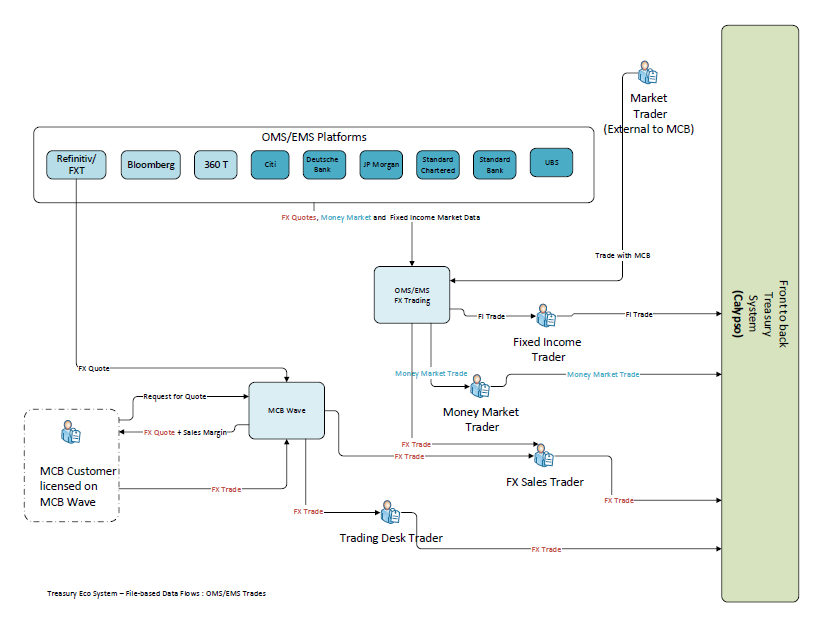 Market
Trader
(External to MCB)
OMS/EMS Platforms
Refinitiv/
FXT
Bloomberg
360 T
Citi
Deutsche
Bank
JP Morgan
Standard
Chartered
Standard
Bank
UBS
FX Quotes, Money Market and Fixed Income Market Data
Trade with MCB
OMS/EMS
FX Trading
FI Trade
FI Trade
Fixed Income
Trader
Front to back
Treasury
System
(Calypso)
FX Quote
Money Market Trade
Money Market Trade
Money Market
Trader
Request for Quote
MCB Wave
FX Quote + Sales Margin
MCB Customer
licensed on
MCB Wave
FX Trade
FX Trade
FX Trade
FX Sales Trader
FX Trade
FX Trade
Trading Desk Trader
FX Trade
Treasury Eco System – File-based Data Flows : OMS/EMS Trades